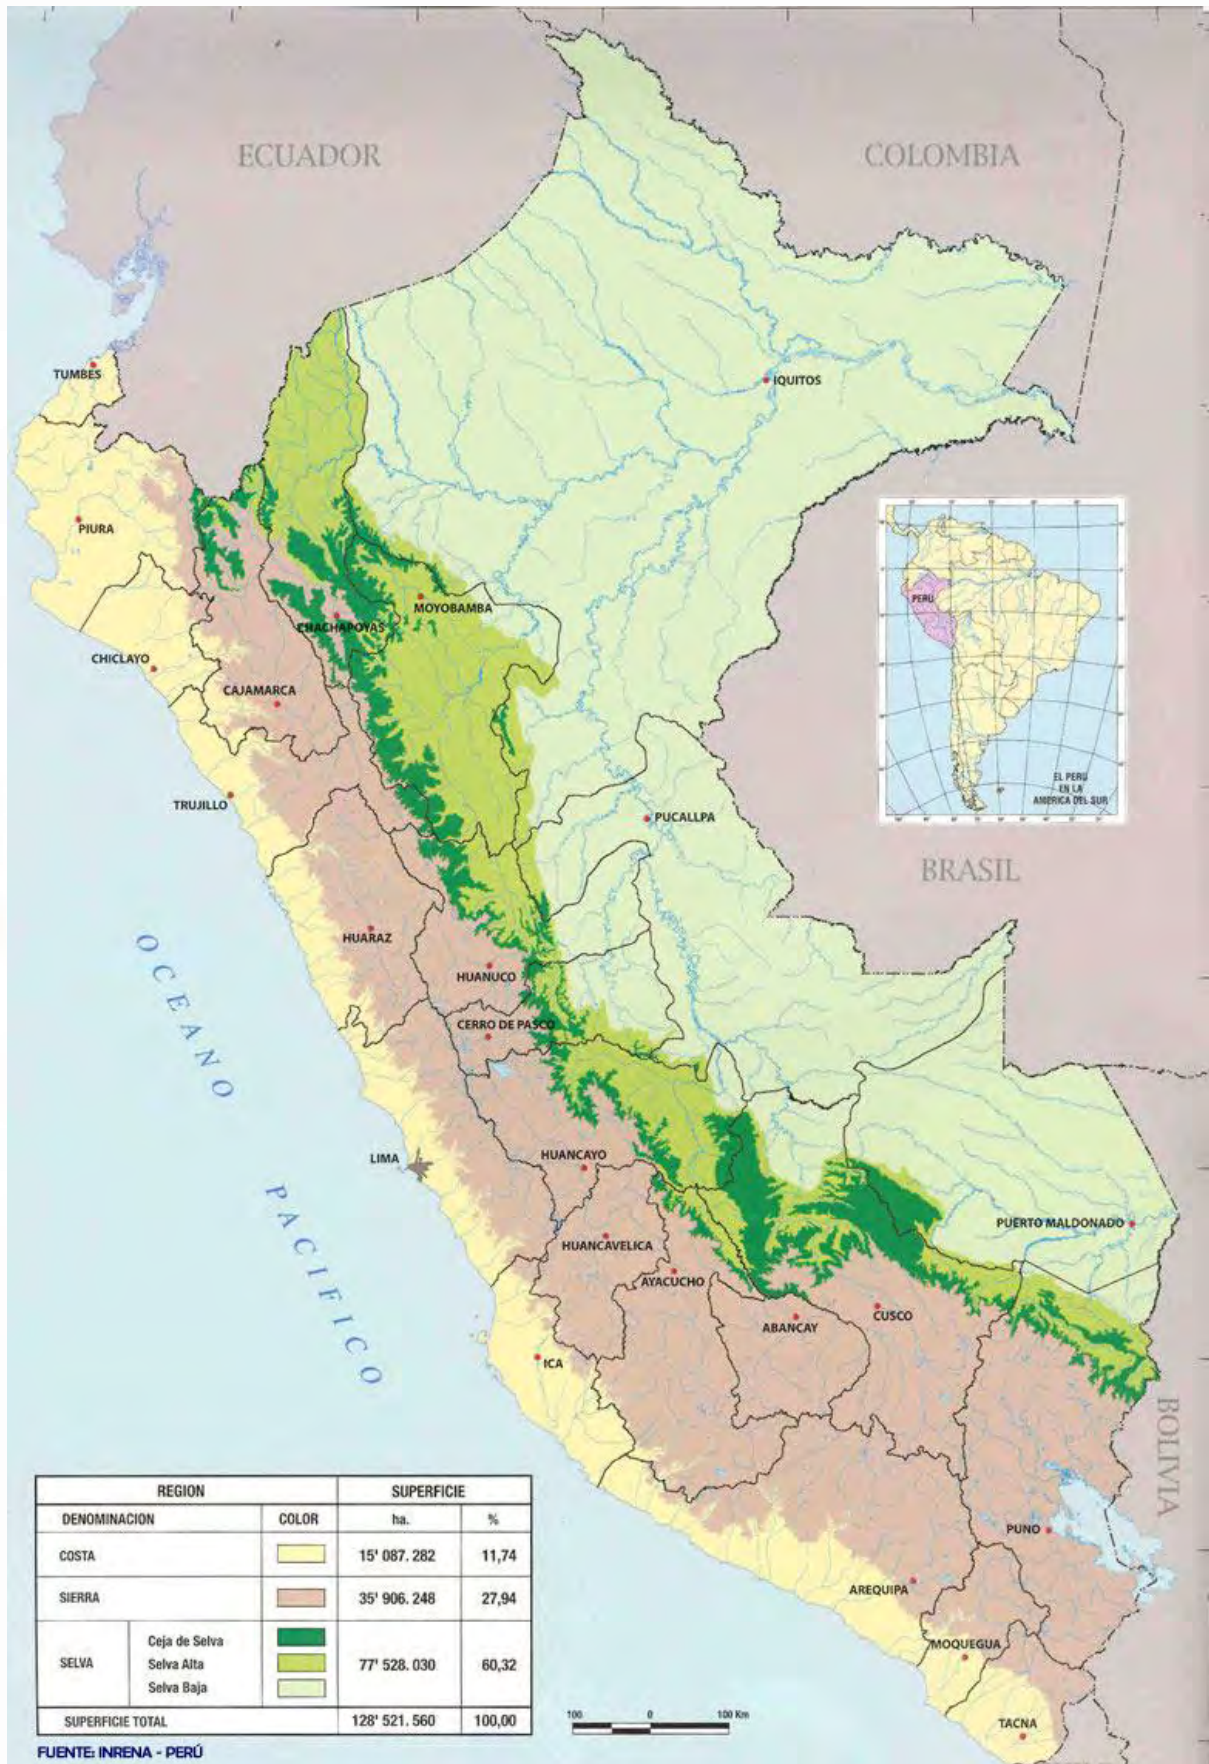 ECUADOR
COLOMBIA
TUMBES
IQUITOS
PIURA
MOYOBAMBA
CHACHAPOYAS
CHICLAYO
CAJAMARCA
PERU
EL PERU
EN LA
AMERICA DEL SUR
TRUJILLO
PUCALLPA
BRASIL
HUARAZ
HUANUCO
CERRO DE PASCO
OCEANO
PACIFICO
LIMA
HUANCAYO
HUANCAVELICA
AYACUCHO
PUERTO MALDONADO
ABANCAY
CUSCO
ICA
BOLIVIA
PUNO
AREQUIPA
MOQUEGUA
TACNA
REGION SUPERFICIE
DENOMINACION COLOR ha. %
COSTA 15' 087. 282 11,74
SIERRA 35' 906. 248 27,94
SELVA Ceja de Selva
Selva Alta 77' 528. 030 60,32
Selva Baja
SUPERFICIE TOTAL 128' 521. 560 100,00
100 0 100 Km
FUENTE: INRENA - PERÚ